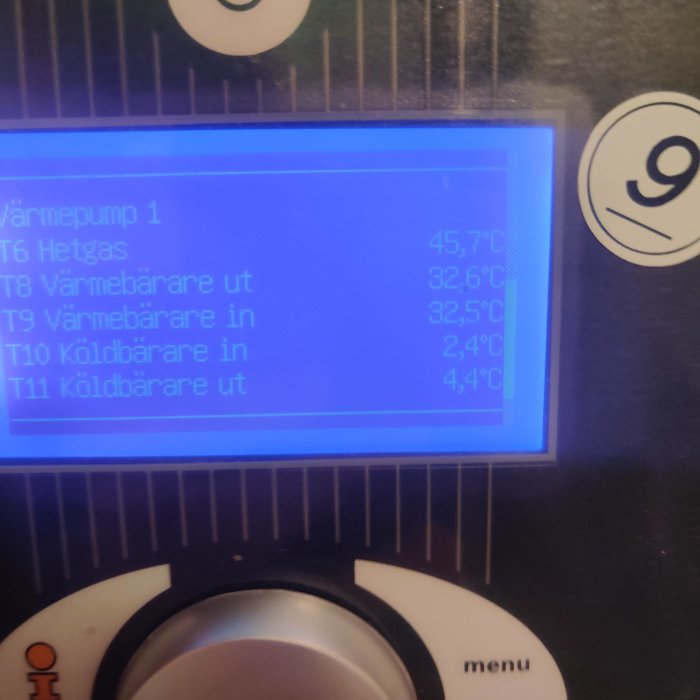 Värmepump 1
T6 Hetgas 45,7°C
T8 Värmebärare ut 32,6°C
T9 Värmebärare in 32,5°C
T10 Köldbärare in 2,4°C
T11 Köldbärare ut 4,4°C
9
i
menu